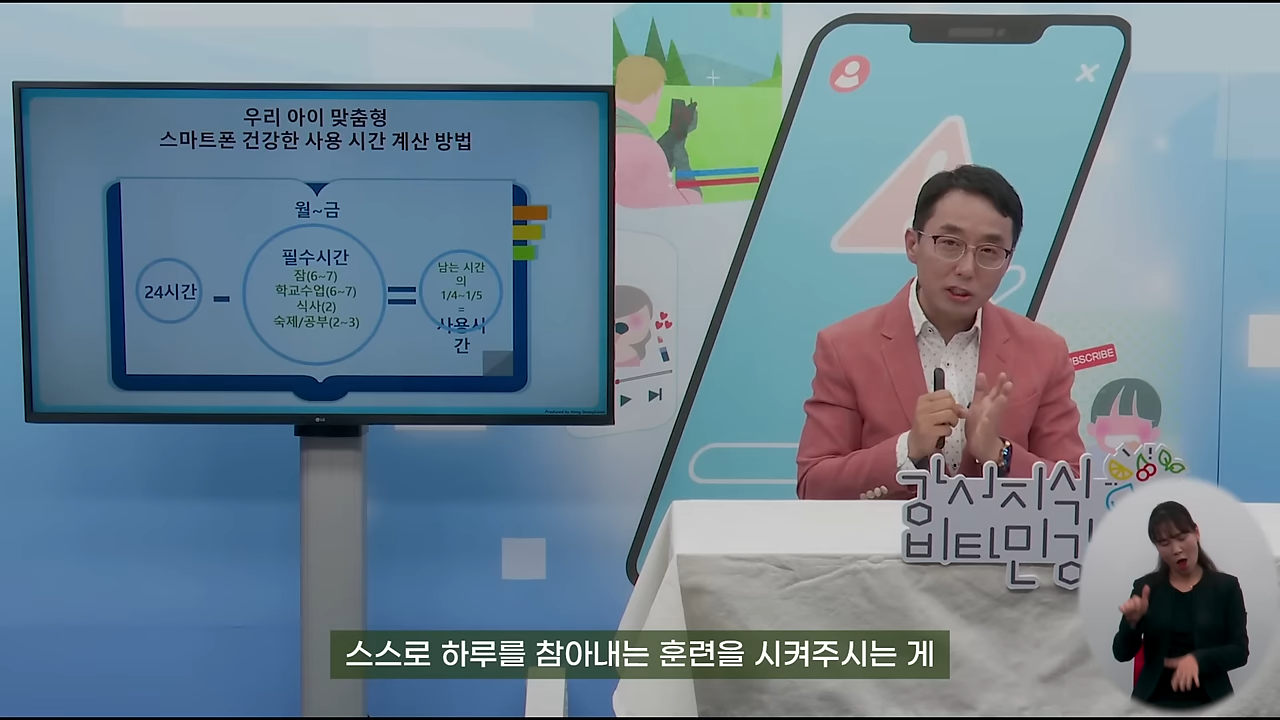 우리 아이 맞춤형
스마트폰 건강한 사용 시간 계산 방법
월~금
24시간
-
필수시간
잠(6~7)
학교수업(6~7)
식사(2)
숙제/공부(2~3)
=
남는 시간
의
1/4~1/5
=
사용시
간
LG
강사지식
비타민강
스스로 하루를 참아내는 훈련을 시켜주시는 게